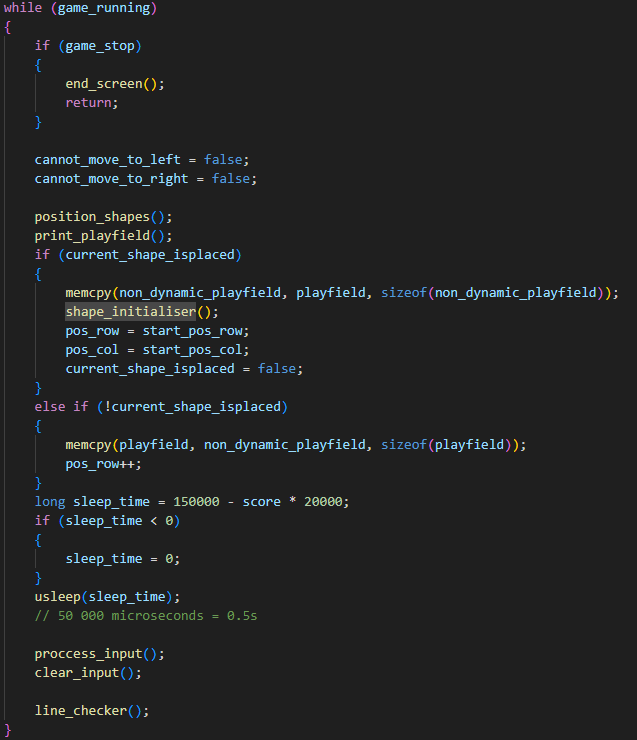 while (game_running)
{
if (game_stop)
{
end_screen();
return;
}
cannot_move_to_left = false;
cannot_move_to_right = false;
position_shapes();
print_playfield();
if (current_shape_isplaced)
{
memcpy(non_dynamic_playfield, playfield, sizeof(non_dynamic_playfield));
shape_initialiser();
pos_row = start_pos_row;
pos_col = start_pos_col;
current_shape_isplaced = false;
}
else if (!current_shape_isplaced)
{
memcpy(playfield, non_dynamic_playfield, sizeof(playfield));
pos_row++;
}
long sleep_time = 150000 - score * 20000;
if (sleep_time < 0)
{
sleep_time = 0;
}
usleep(sleep_time);
// 50 000 microseconds = 0.5s
proccess_input();
clear_input();
line_checker();
}